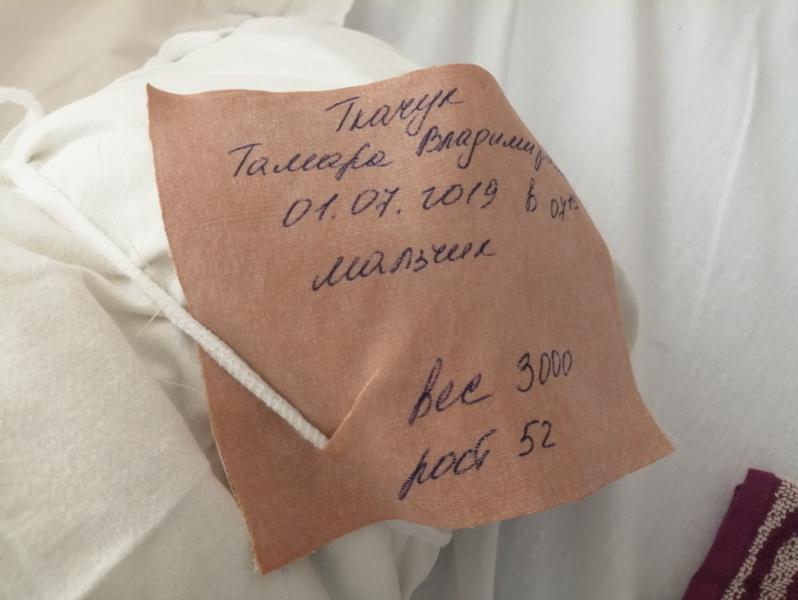 Ткачук
Тамара
01.07.2019 в
мальчик
вес 3000
рост 52